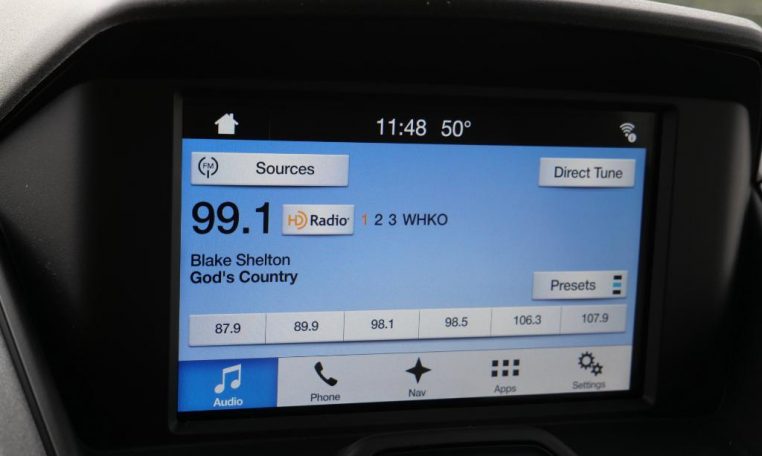 11:48 50°
FM Sources
Direct Tune
99.1 HD Radio 1 2 3 WHKO
Blake Shelton
God's Country
Presets
87.9 89.9 98.1 98.5 106.3 107.9
Audio Phone Nav Apps Settings